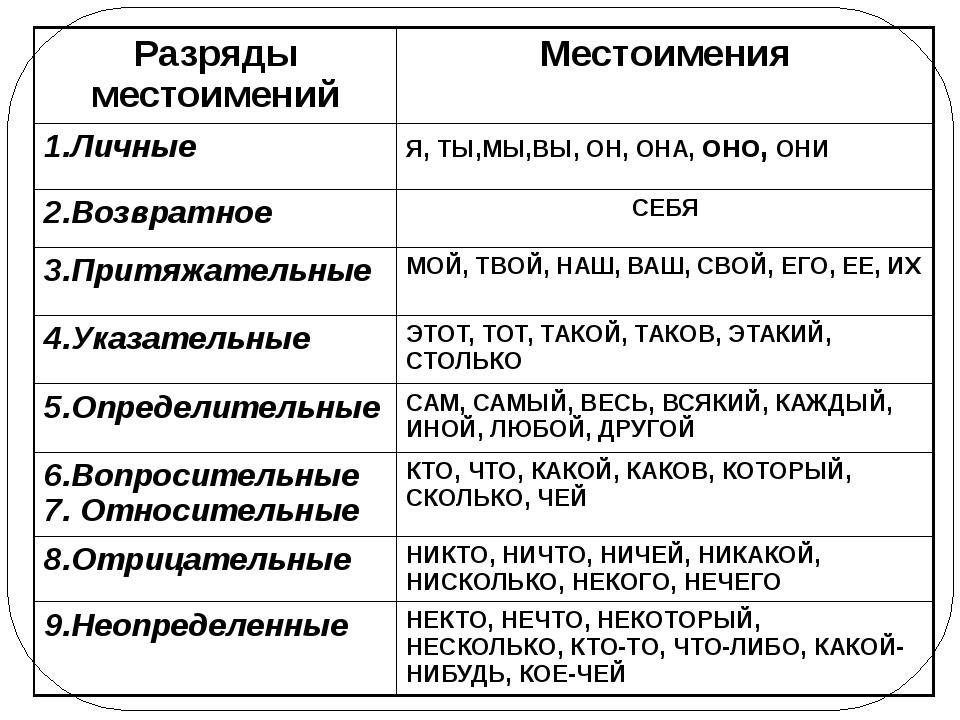 Разряды
местоимений
Местоимения
1.Личные
Я, ТЫ,МЫ,ВЫ, ОН, ОНА, ОНО, ОНИ
2.Возвратное
СЕБЯ
3.Притяжательные
МОЙ, ТВОЙ, НАШ, ВАШ, СВОЙ, ЕГО, ЕЕ, ИХ
4.Указательные
ЭТОТ, ТОТ, ТАКОЙ, ТАКОВ, ЭТАКИЙ,
СТОЛЬКО
5.Определительные
САМ, САМЫЙ, ВЕСЬ, ВСЯКИЙ, КАЖДЫЙ,
ИНОЙ, ЛЮБОЙ, ДРУГОЙ
6.Вопросительные
7. Относительные
КТО, ЧТО, КАКОЙ, КАКОВ, КОТОРЫЙ,
СКОЛЬКО, ЧЕЙ
8.Отрицательные
НИКТО, НИЧТО, НИЧЕЙ, НИКАКОЙ,
НИСКОЛЬКО, НЕКОГО, НЕЧЕГО
9.Неопределенные
НЕКТО, НЕЧТО, НЕКОТОРЫЙ,
НЕСКОЛЬКО, КТО-ТО, ЧТО-ЛИБО, КАКОЙ-
НИБУДЬ, КОЕ-ЧЕЙ